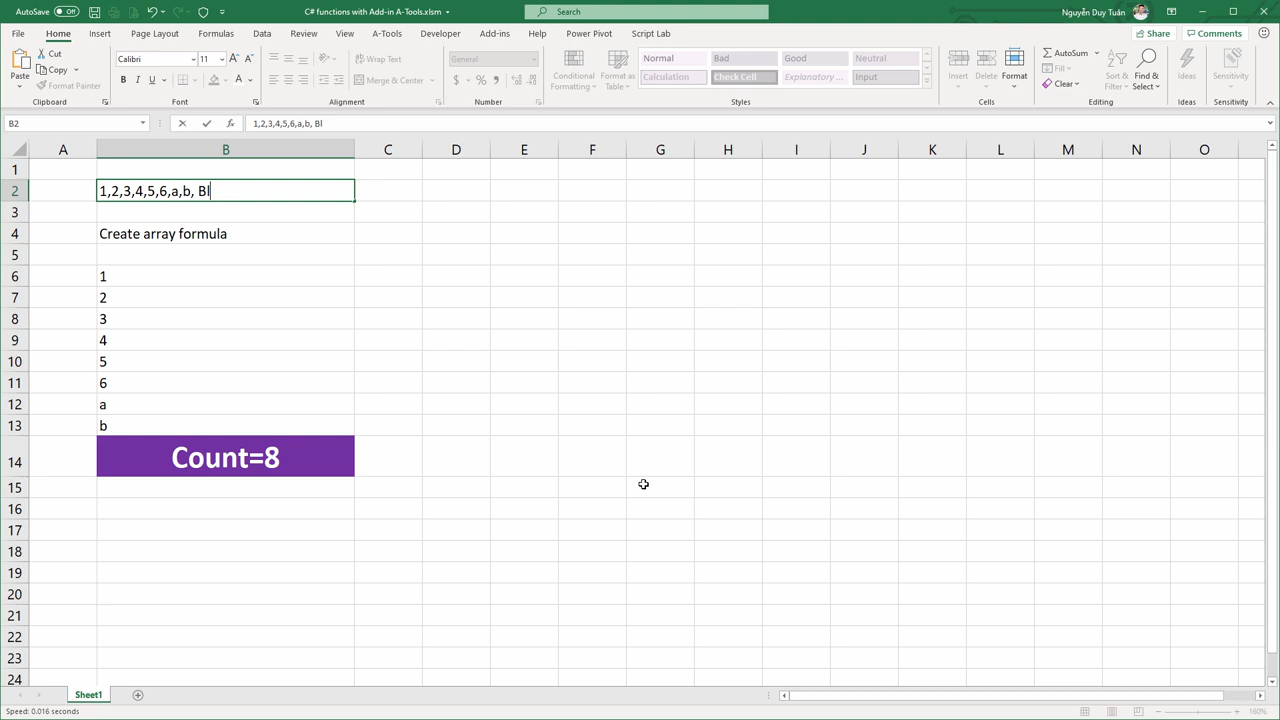 AutoSave Off C# functions with Add-in A-Tools.xlsm Search Nguyễn Duy Tuân
File Home Insert Page Layout Formulas Data Review View A-Tools Developer Add-ins Help Power Pivot Script Lab Share Comments
Paste Cut Copy Format Painter Clipboard
Calibri 11 B I U A Font
Wrap Text Merge & Center Alignment
General $ % Number
Conditional Formatting Format as Table
Normal Bad Good Neutral
Calculation Check Cell Explanatory ... Input
Styles
Insert Delete Format Cells
AutoSum Fill Clear Sort & Filter Find & Select Editing
Ideas Ideas
Sensitivity Sensitivity
B2 fx 1,2,3,4,5,6,a,b, Bl
A B C D E F G H I J K L M N O
1
2 1,2,3,4,5,6,a,b, Bl
3
4 Create array formula
5
6 1
7 2
8 3
9 4
10 5
11 6
12 a
13 b
14 Count=8
15
16
17
18
19
20
21
22
23
24
Sheet1
Speed: 0.016 seconds 160%